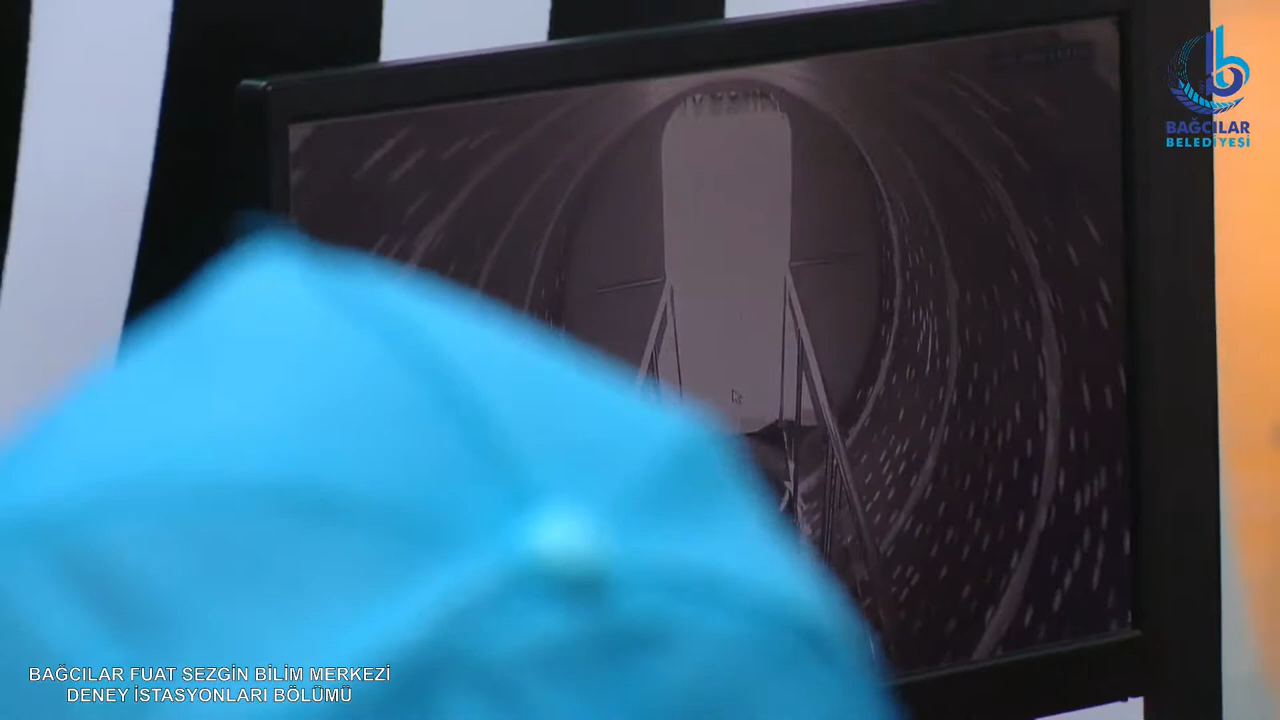 BAĞCILAR
BELEDİYESİ
BAĞCILAR FUAT SEZGİN BİLİM MERKEZİ
DENEY İSTASYONLARI BÖLÜMÜ